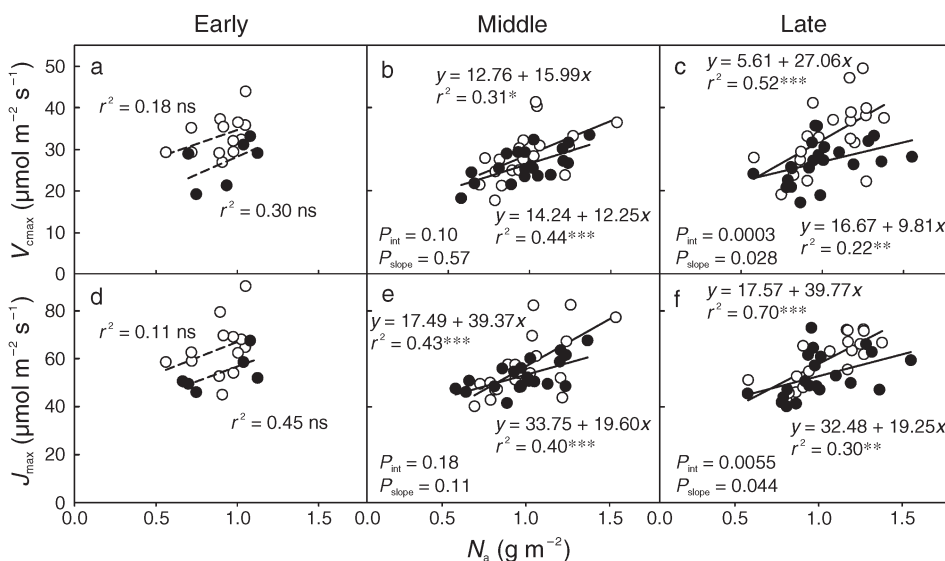 Early
Middle
Late
V cmax (μmol m−2 s−1)
50
40
30
20
10
0
a
r2 = 0.18 ns
r2 = 0.30 ns
b
y = 12.76 + 15.99x
r2 = 0.31*
y = 14.24 + 12.25x
r2 = 0.44***
Pint = 0.10
Pslope = 0.57
c
y = 5.61 + 27.06x
r2 = 0.52***
y = 16.67 + 9.81x
r2 = 0.22**
Pint = 0.0003
Pslope = 0.028
J max (μmol m−2 s−1)
80
60
40
20
0
d
r2 = 0.11 ns
r2 = 0.45 ns
e
y = 17.49 + 39.37x
r2 = 0.43***
y = 33.75 + 19.60x
r2 = 0.40***
Pint = 0.18
Pslope = 0.11
f
y = 17.57 + 39.77x
r2 = 0.70***
y = 32.48 + 19.25x
r2 = 0.30**
Pint = 0.0055
Pslope = 0.044
0.0 0.5 1.0 1.5 0.0 0.5 1.0 1.5 0.0 0.5 1.0 1.5
Na (g m−2)